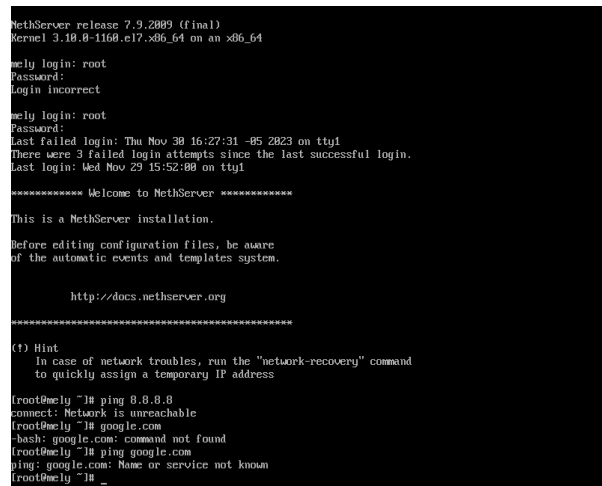 NethServer release 7.9.2009 (final)
Kernel 3.10.0-1160.el7.x86_64 on an x86_64
mely login: root
Password:
Login incorrect
mely login: root
Password:
Last failed login: Thu Nov 30 16:27:31 -05 2023 on tty1
There were 3 failed login attempts since the last successful login.
Last login: Wed Nov 29 15:52:00 on tty1
************ Welcome to NethServer ************
This is a NethServer installation.
Before editing configuration files, be aware
of the automatic events and templates system.
http://docs.nethserver.org
***********************************************
(!) Hint
In case of network troubles, run the "network-recovery" command
to quickly assign a temporary IP address
[root@mely ~]# ping 8.8.8.8
connect: Network is unreachable
[root@mely ~]# google.com
-bash: google.com: command not found
[root@mely ~]# ping google.com
ping: google.com: Name or service not known
[root@mely ~]# _